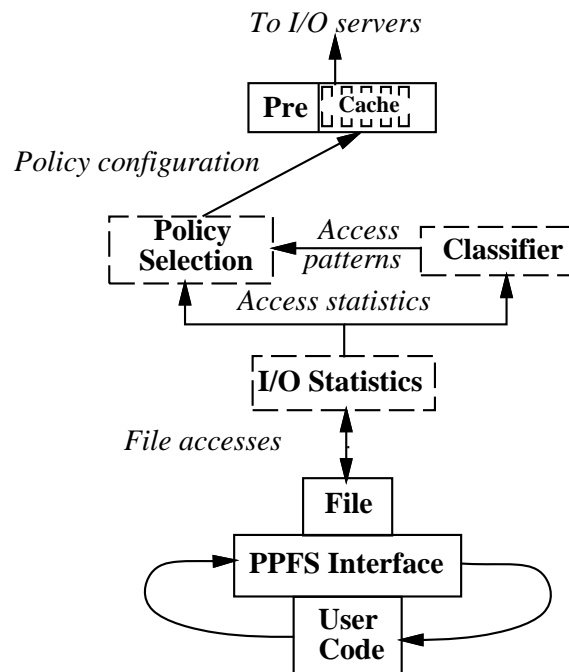 To I/O servers
Pre
Cache
Policy configuration
Policy
Selection
Access
patterns
Classifier
Access statistics
I/O Statistics
File accesses
File
PPFS Interface
User
Code